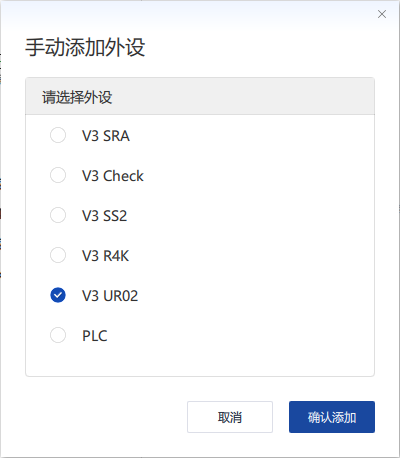 手动添加外设
请选择外设
V3 SRA
V3 Check
V3 SS2
V3 R4K
V3 UR02
PLC
取消
确认添加